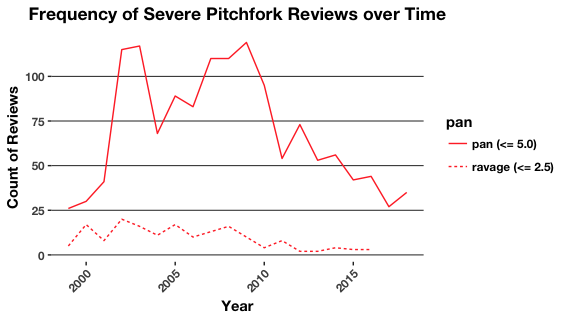 Frequency of Severe Pitchfork Reviews over Time
Count of Reviews
100
75
50
25
0
2000
2005
2010
2015
Year
pan
pan (<= 5.0)
ravage (<= 2.5)